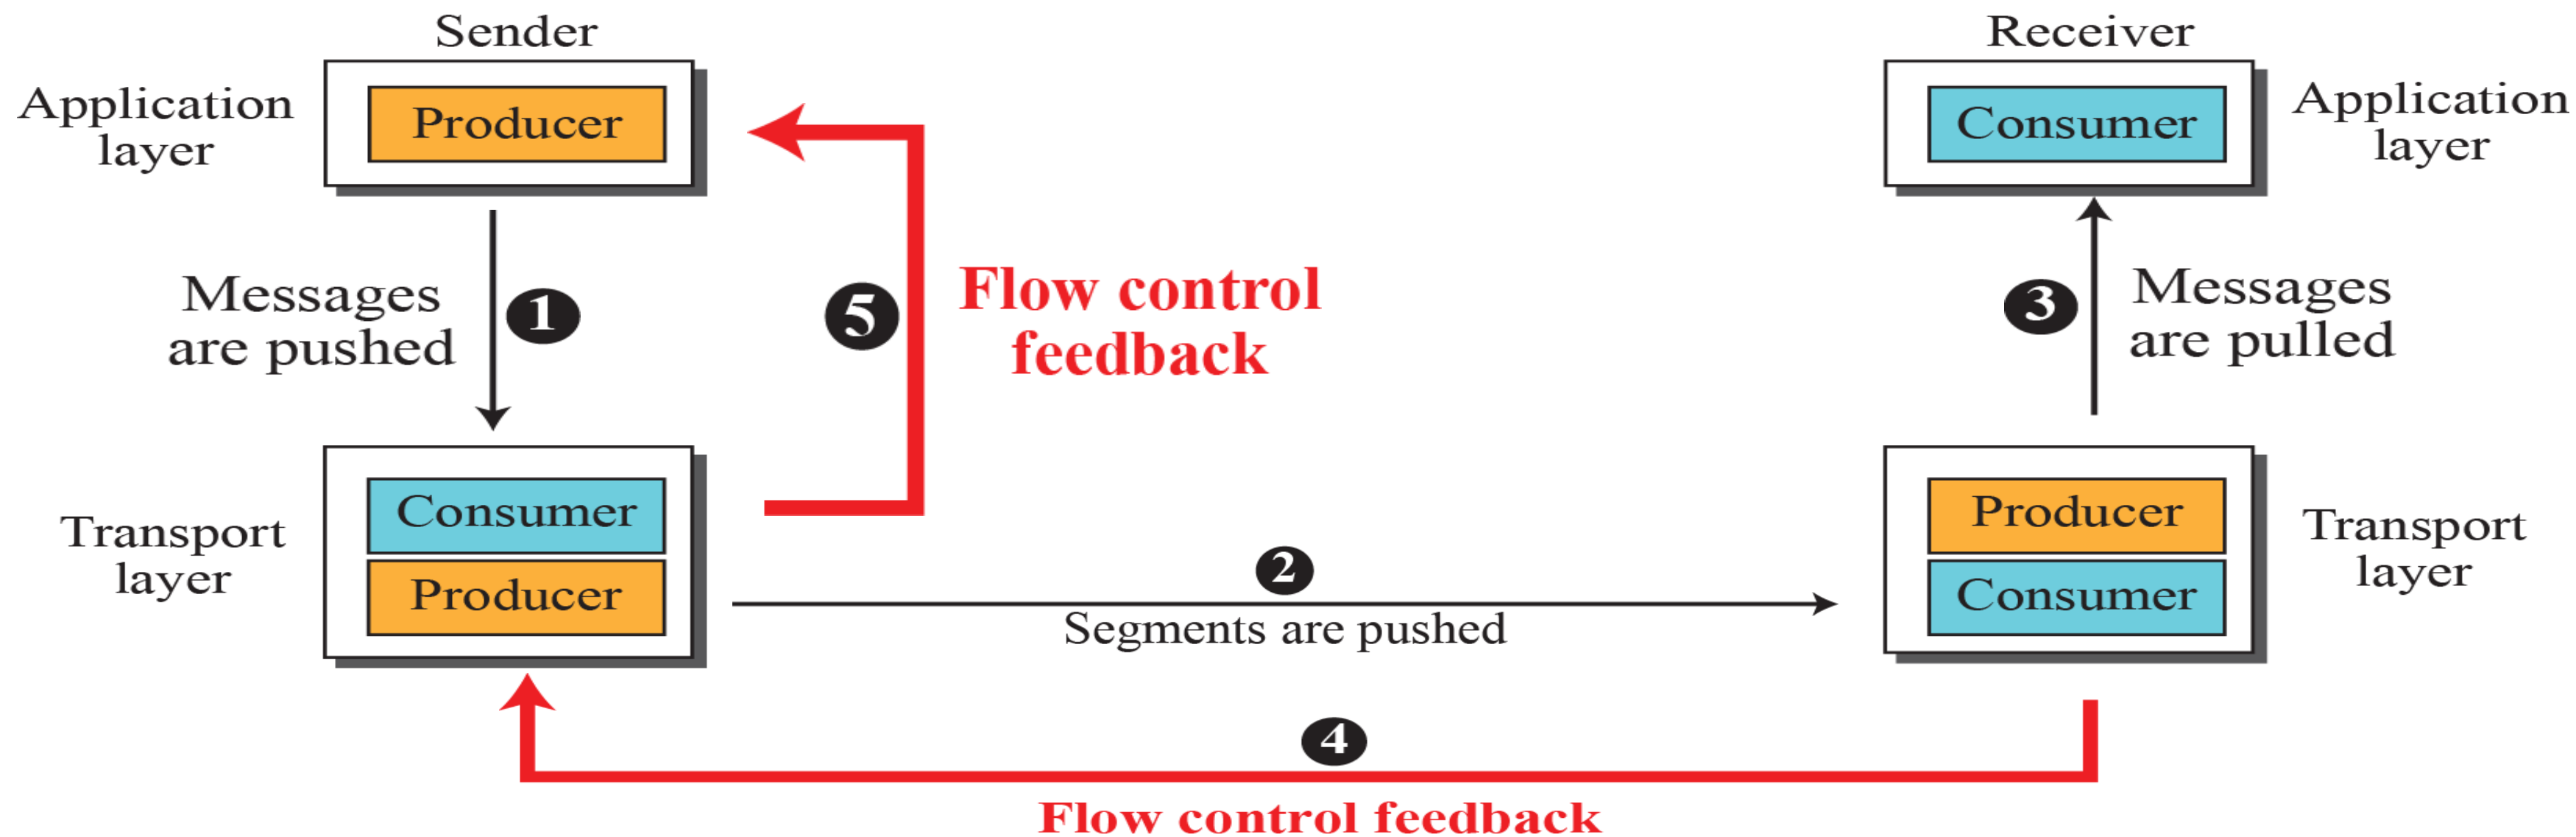 Sender
Receiver
Application
layer
Producer
Consumer
Application
layer
Messages
are pushed
1
5
Flow control
feedback
3
Messages
are pulled
Transport
layer
Consumer
Producer
2
Segments are pushed
Producer
Consumer
Transport
layer
4
Flow control feedback